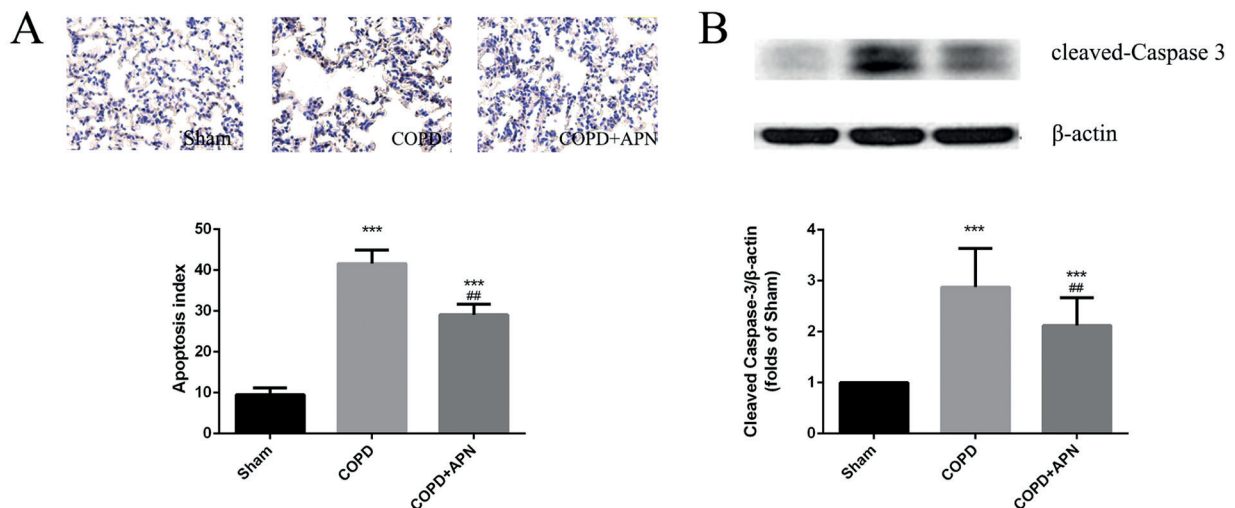 A
Sham
COPD
COPD+APN
Apoptosis index
50
40
30
20
10
0
***
***
##
Sham
COPD
COPD+APN
B
cleaved-Caspase 3
β-actin
Cleaved Caspase-3/β-actin
(folds of Sham)
4
3
2
1
0
***
***
##
Sham
COPD
COPD+APN